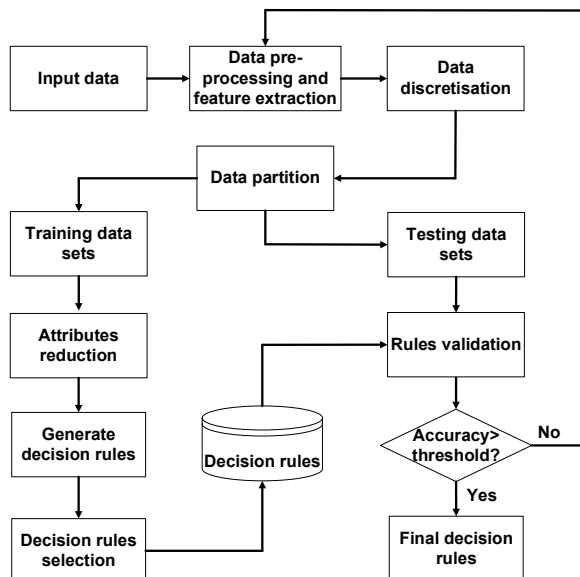 Input data
Data pre-
processing and
feature extraction
Data
discretisation
Data partition
Training data
sets
Testing data
sets
Attributes
reduction
Rules validation
Generate
decision rules
Decision rules
Accuracy>
threshold?
No
Yes
Decision rules
selection
Final decision
rules